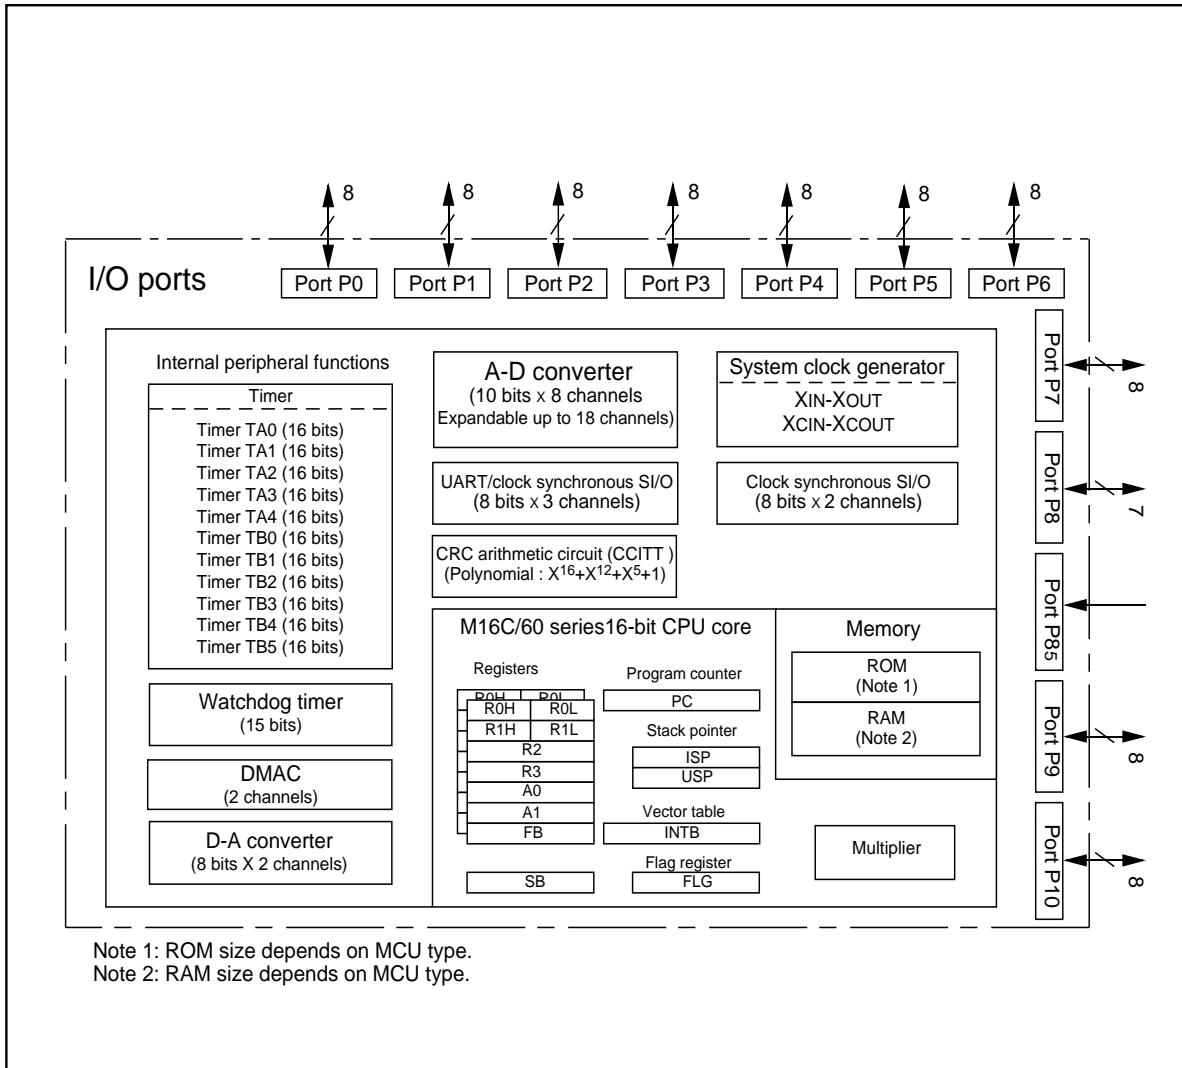 8 8 8 8 8 8 8
I/O ports
Port P0 Port P1 Port P2 Port P3 Port P4 Port P5 Port P6
Internal peripheral functions
Timer
Timer TA0 (16 bits)
Timer TA1 (16 bits)
Timer TA2 (16 bits)
Timer TA3 (16 bits)
Timer TA4 (16 bits)
Timer TB0 (16 bits)
Timer TB1 (16 bits)
Timer TB2 (16 bits)
Timer TB3 (16 bits)
Timer TB4 (16 bits)
Timer TB5 (16 bits)
Watchdog timer
(15 bits)
DMAC
(2 channels)
D-A converter
(8 bits X 2 channels)
A-D converter
(10 bits x 8 channels
Expandable up to 18 channels)
UART/clock synchronous SI/O
(8 bits x 3 channels)
CRC arithmetic circuit (CCITT )
(Polynomial : X16+X12+X5+1)
System clock generator
XIN-XOUT
XCIN-XCOUT
Clock synchronous SI/O
(8 bits x 2 channels)
M16C/60 series16-bit CPU core
Registers
R0H R0L
R0H R0L
R1H R1L
R2
R3
A0
A1
FB
SB
Program counter
PC
Stack pointer
ISP
USP
Vector table
INTB
Flag register
FLG
Memory
ROM
(Note 1)
RAM
(Note 2)
Multiplier
Port P7
8
Port P8
7
Port P85
Port P9
8
Port P10
8
Note 1: ROM size depends on MCU type.
Note 2: RAM size depends on MCU type.